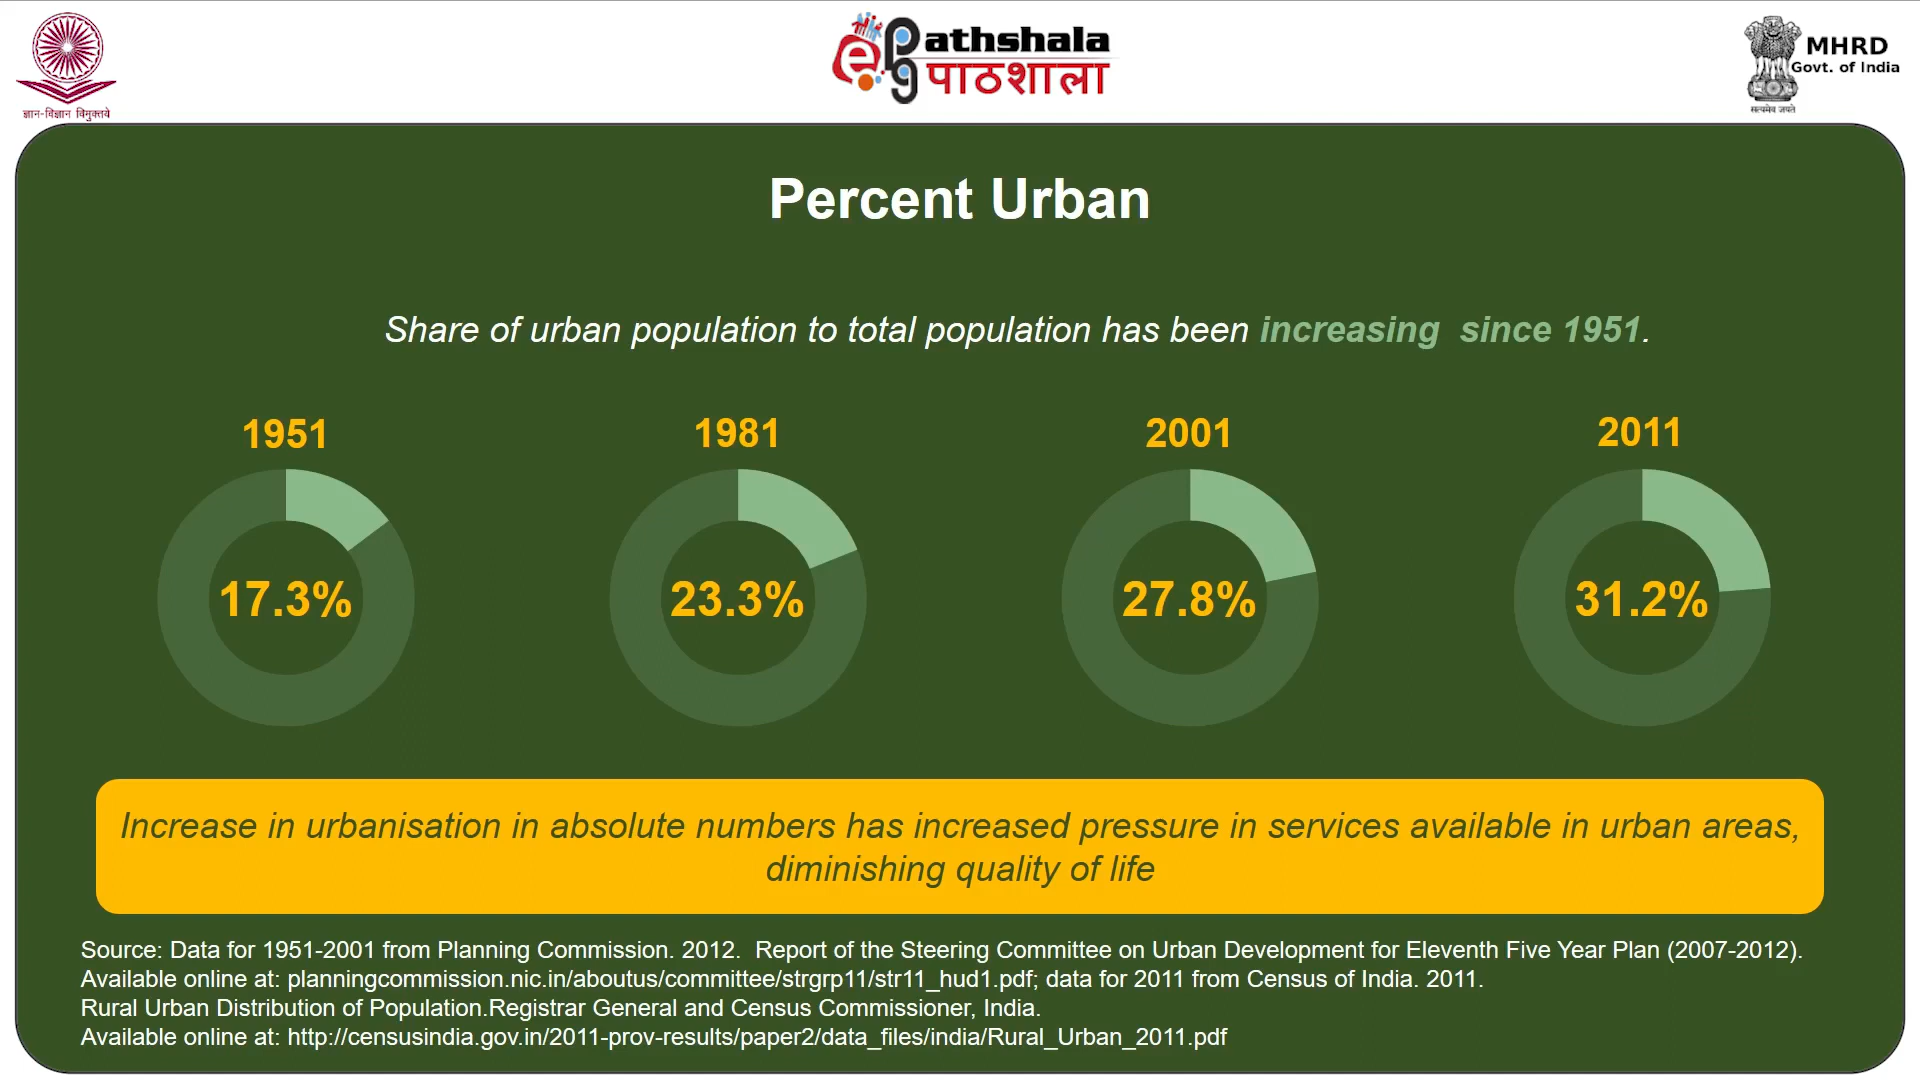 ज्ञान-विज्ञान विमुक्तये
e Pg athshala
पाठशाला
MHRD
Govt. of India
सत्यमेव जयते
Percent Urban
Share of urban population to total population has been increasing since 1951.
1951
1981
2001
2011
17.3%
23.3%
27.8%
31.2%
Increase in urbanisation in absolute numbers has increased pressure in services available in urban areas,
diminishing quality of life
Source: Data for 1951-2001 from Planning Commission. 2012. Report of the Steering Committee on Urban Development for Eleventh Five Year Plan (2007-2012).
Available online at: planningcommission.nic.in/aboutus/committee/strgrp11/str11_hud1.pdf; data for 2011 from Census of India. 2011.
Rural Urban Distribution of Population.Registrar General and Census Commissioner, India.
Available online at: http://censusindia.gov.in/2011-prov-results/paper2/data_files/india/Rural_Urban_2011.pdf